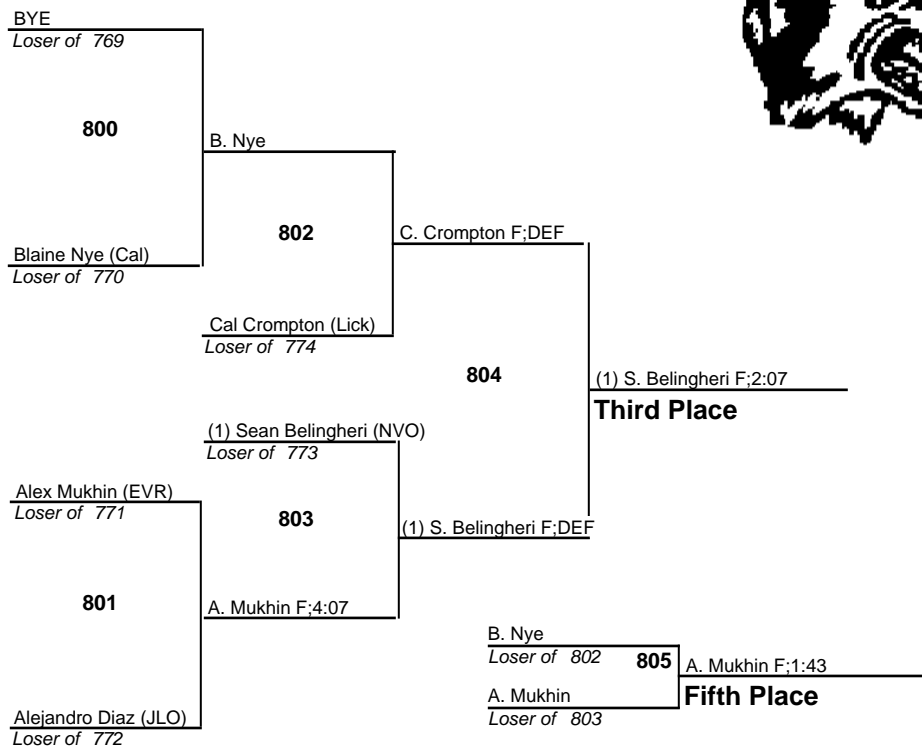 BYE
Loser of 769
800
B. Nye
802
C. Crompton F;DEF
Blaine Nye (Cal)
Loser of 770
Cal Crompton (Lick)
Loser of 774
804
(1) S. Belingheri F;2:07
Third Place
(1) Sean Belingheri (NVO)
Loser of 773
Alex Mukhin (EVR)
Loser of 771
803
(1) S. Belingheri F;DEF
801
A. Mukhin F;4:07
B. Nye
Loser of 802
805
A. Mukhin F;1:43
Fifth Place
A. Mukhin
Loser of 803
Alejandro Diaz (JLO)
Loser of 772